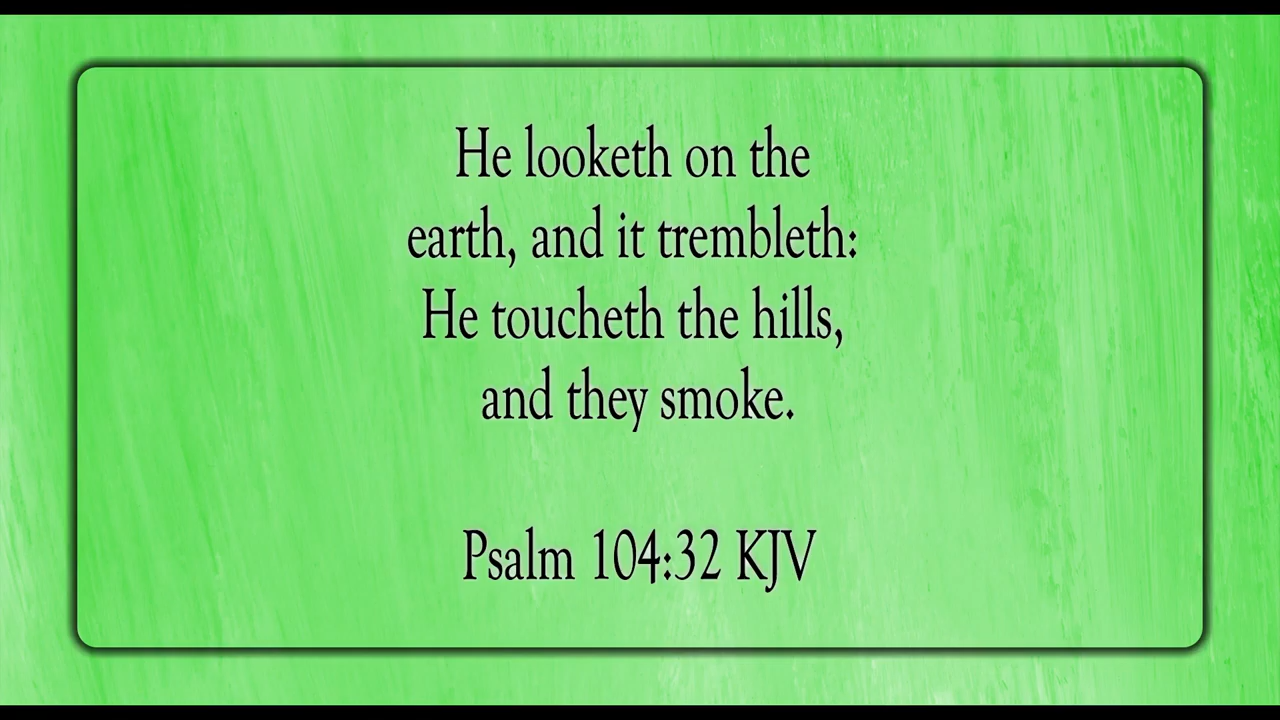 He looketh on the
earth, and it trembleth:
He toucheth the hills,
and they smoke.
Psalm 104:32 KJV